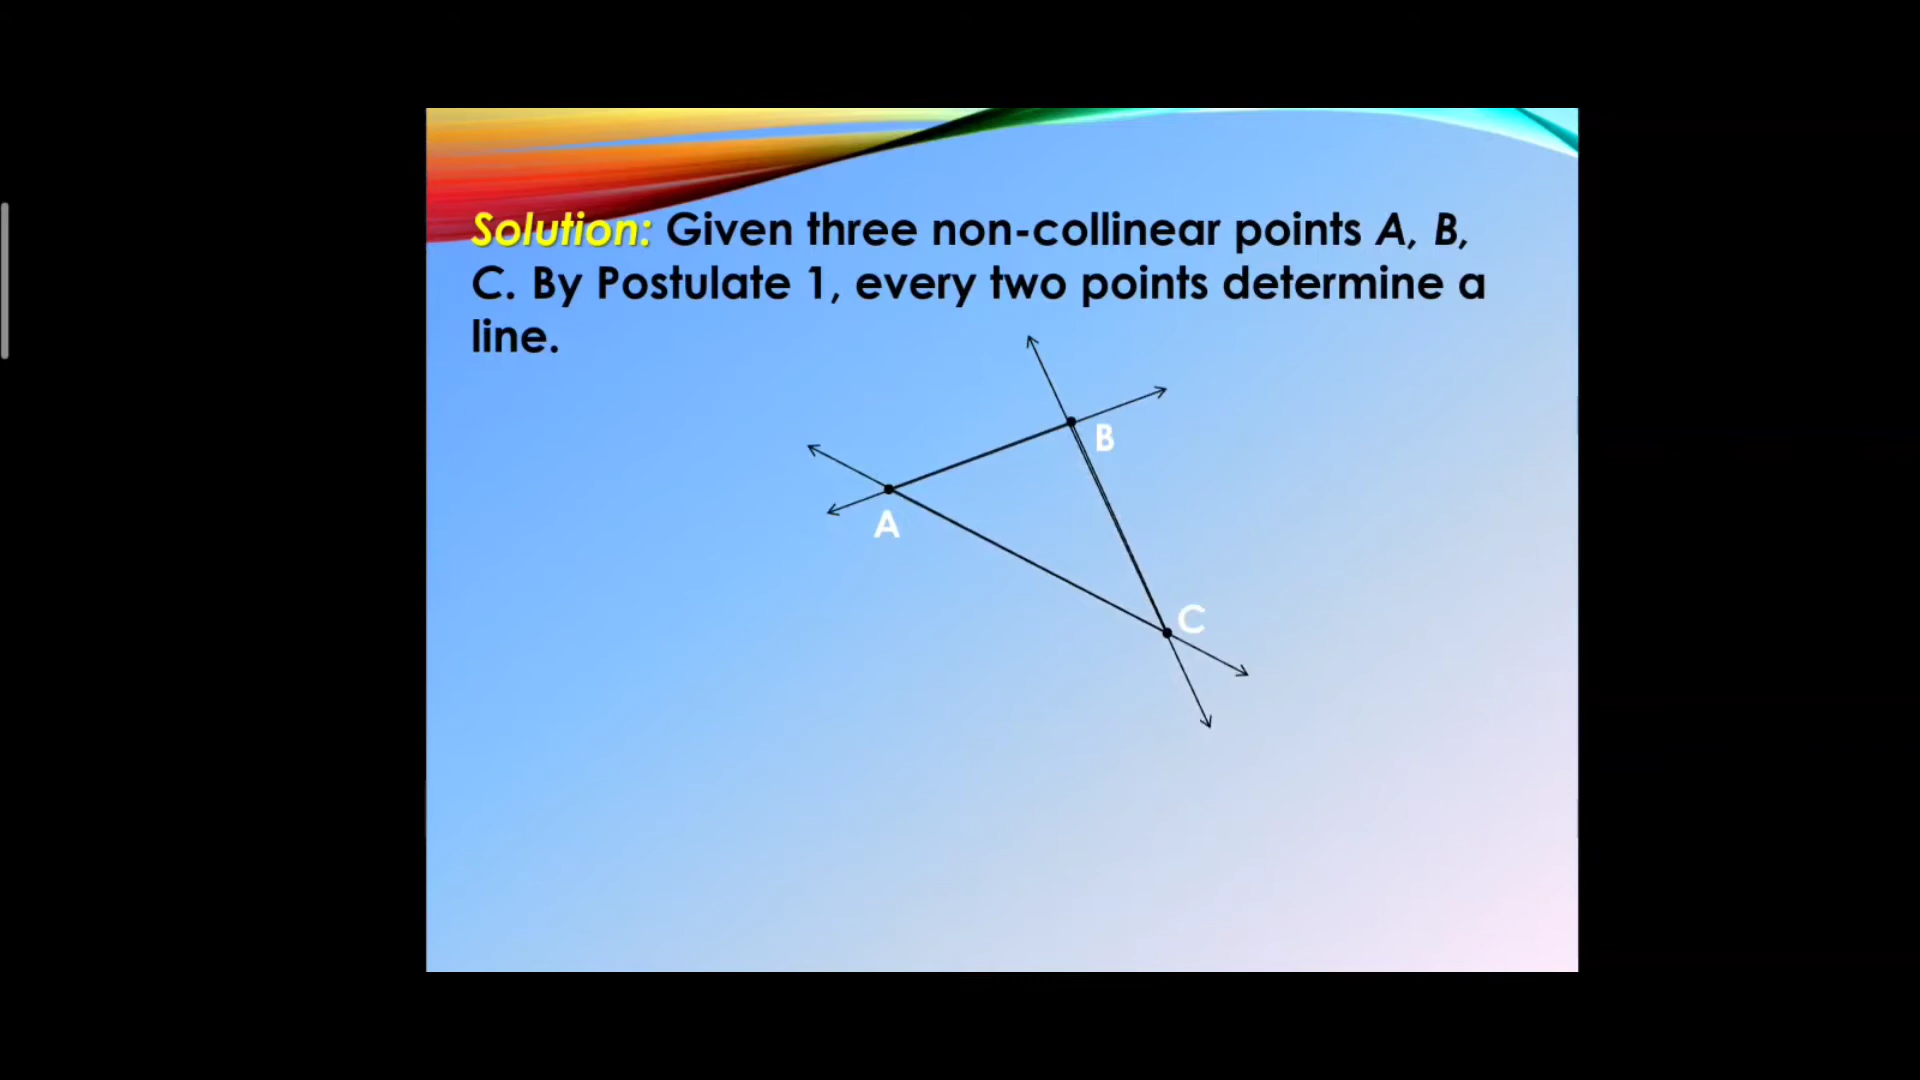 Solution: Given three non-collinear points A, B,
C. By Postulate 1, every two points determine a
line.
B
A
C